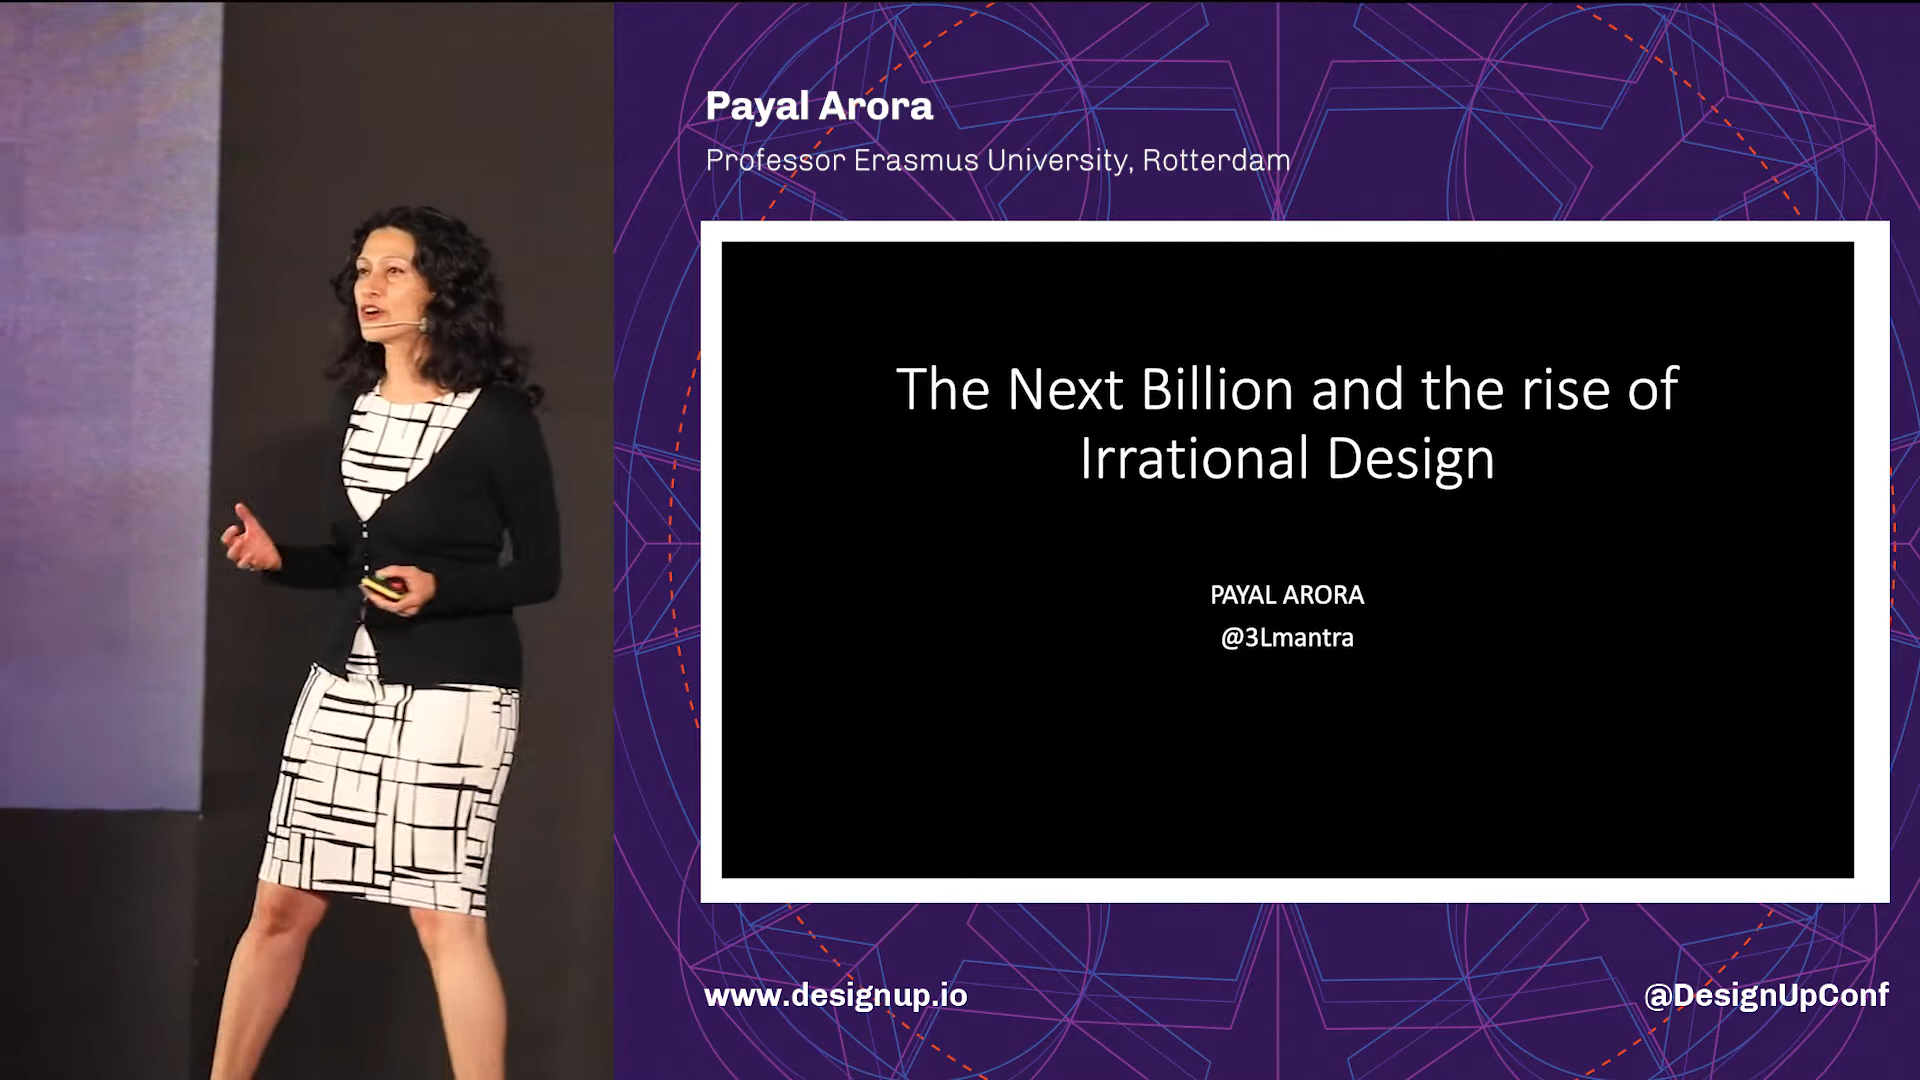 Payal Arora
Professor Erasmus University, Rotterdam
The Next Billion and the rise of
Irrational Design
PAYAL ARORA
@3Lmantra
www.designup.io
@DesignUpConf